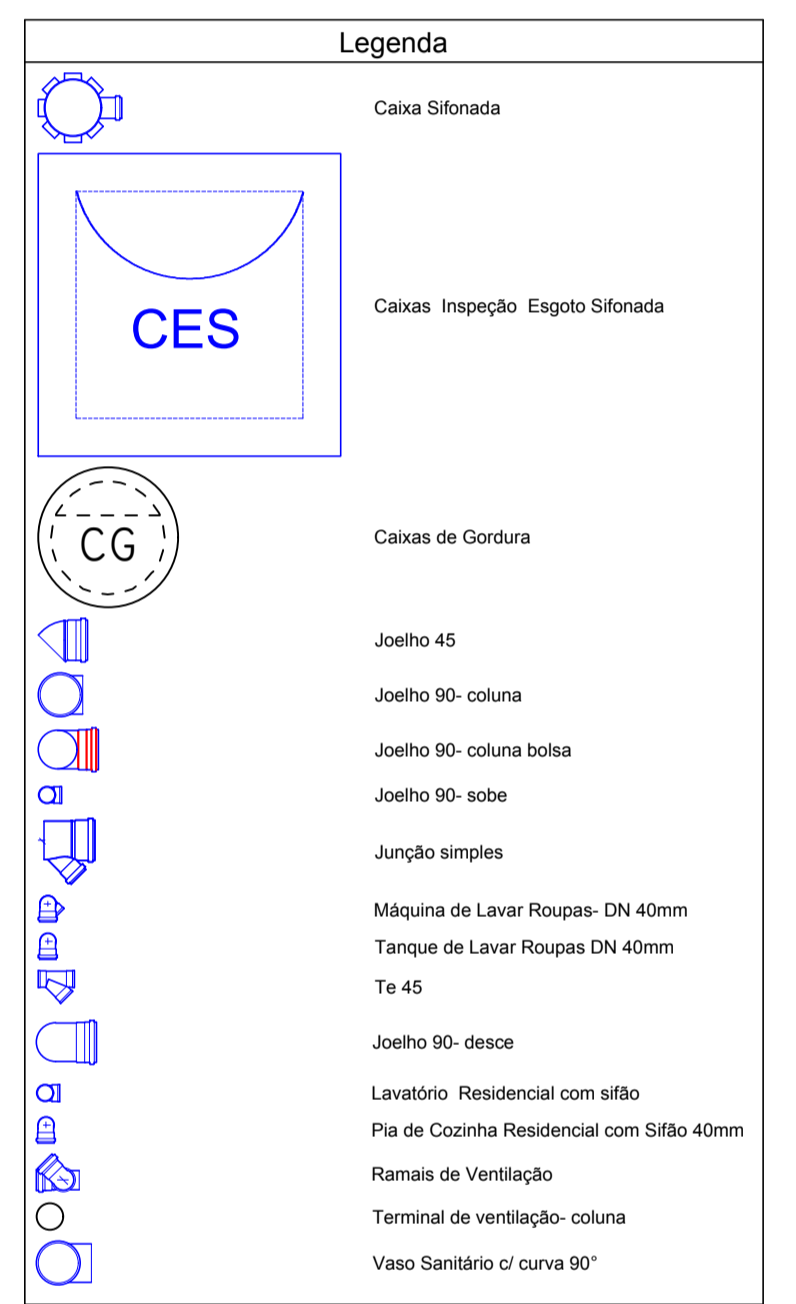 Legenda
Caixa Sifonada
CES
Caixas Inspeção Esgoto Sifonada
CG
Caixas de Gordura
Joelho 45
Joelho 90- coluna
Joelho 90- coluna bolsa
Joelho 90- sobe
Junção simples
Máquina de Lavar Roupas- DN 40mm
Tanque de Lavar Roupas DN 40mm
Te 45
Joelho 90- desce
Lavatório Residencial com sifão
Pia de Cozinha Residencial com Sifão 40mm
Ramais de Ventilação
Terminal de ventilação- coluna
Vaso Sanitário c/ curva 90°